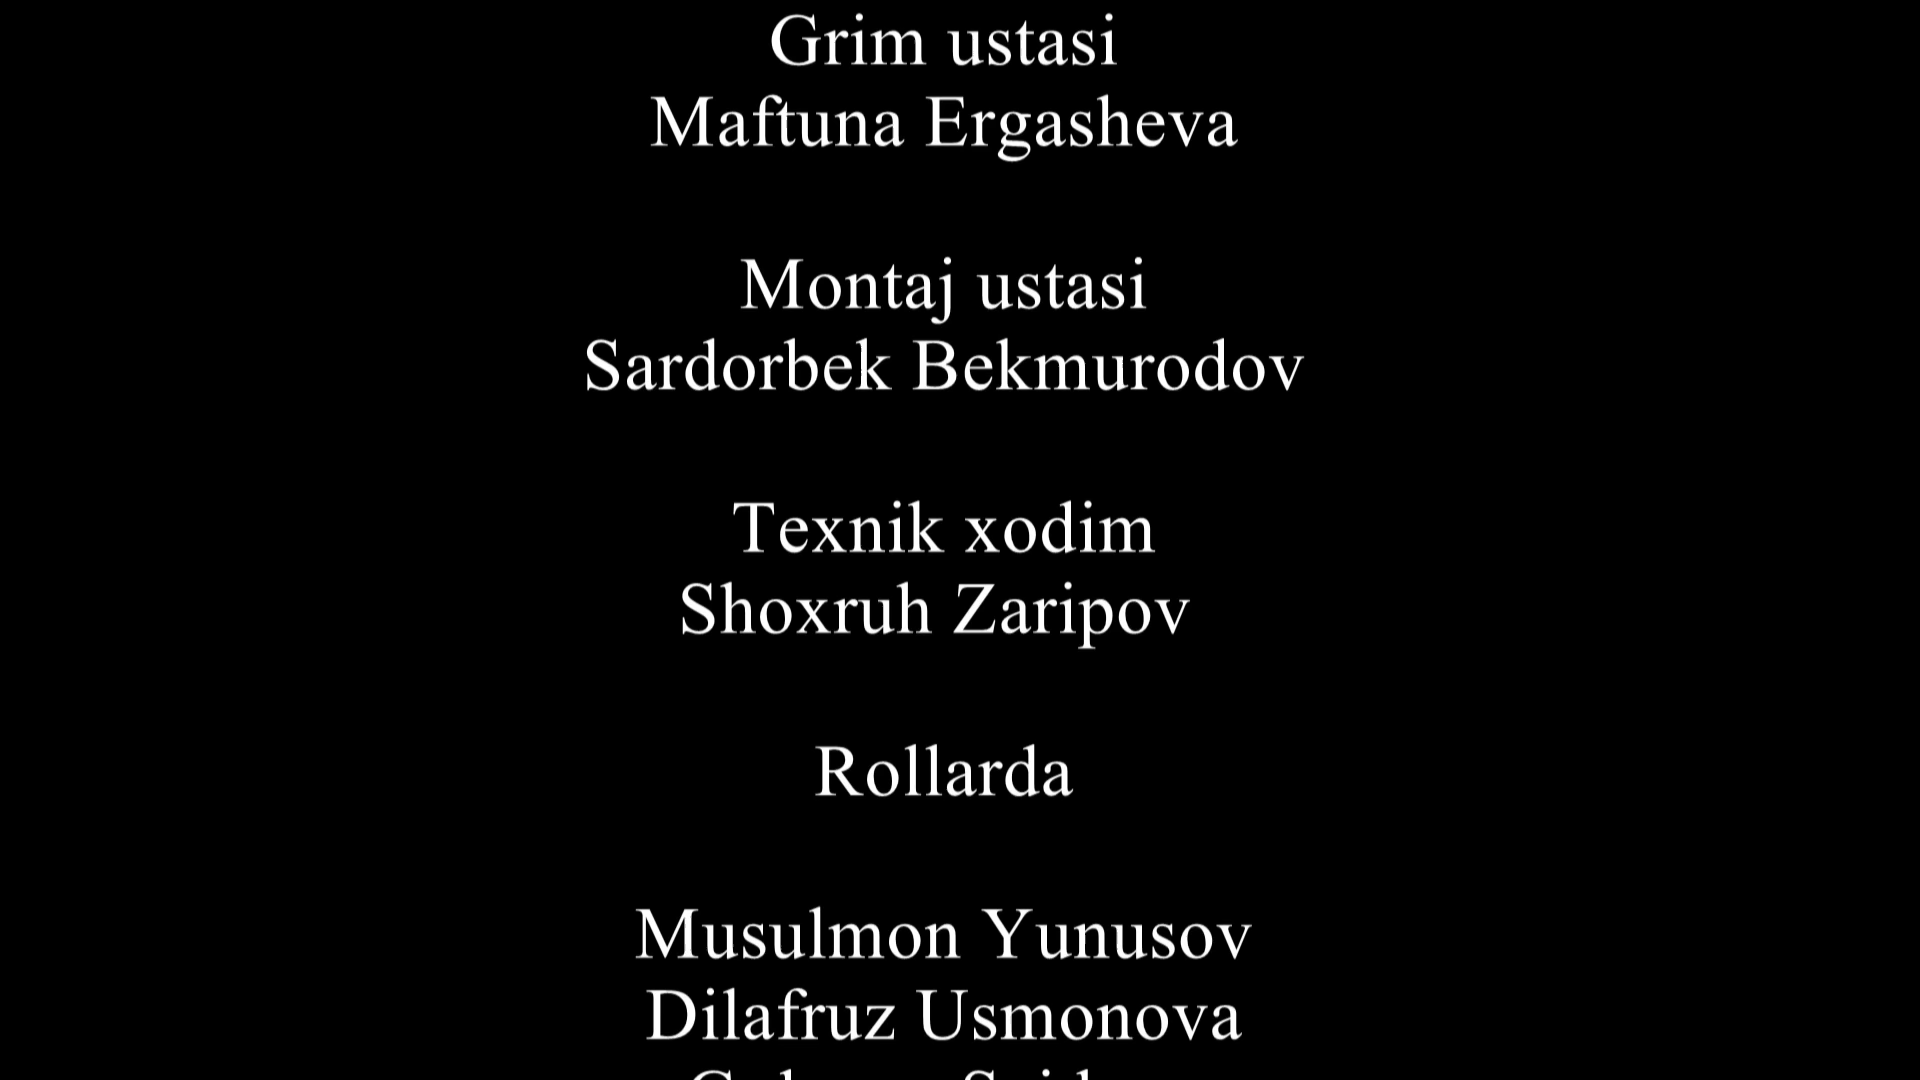 Grim ustasi
Maftuna Ergasheva
Montaj ustasi
Sardorbek Bekmurodov
Texnik xodim
Shoxruh Zaripov
Rollarda
Musulmon Yunusov
Dilafruz Usmonova